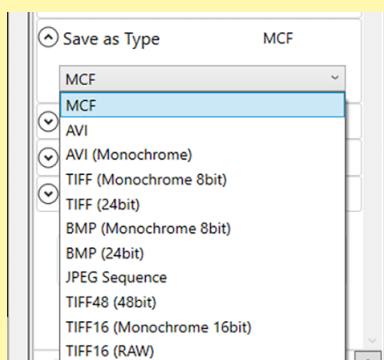 Save as Type MCF
MCF
MCF
AVI
AVI (Monochrome)
TIFF (Monochrome 8bit)
TIFF (24bit)
BMP (Monochrome 8bit)
BMP (24bit)
JPEG Sequence
TIFF48 (48bit)
TIFF16 (Monochrome 16bit)
TIFF16 (RAW)